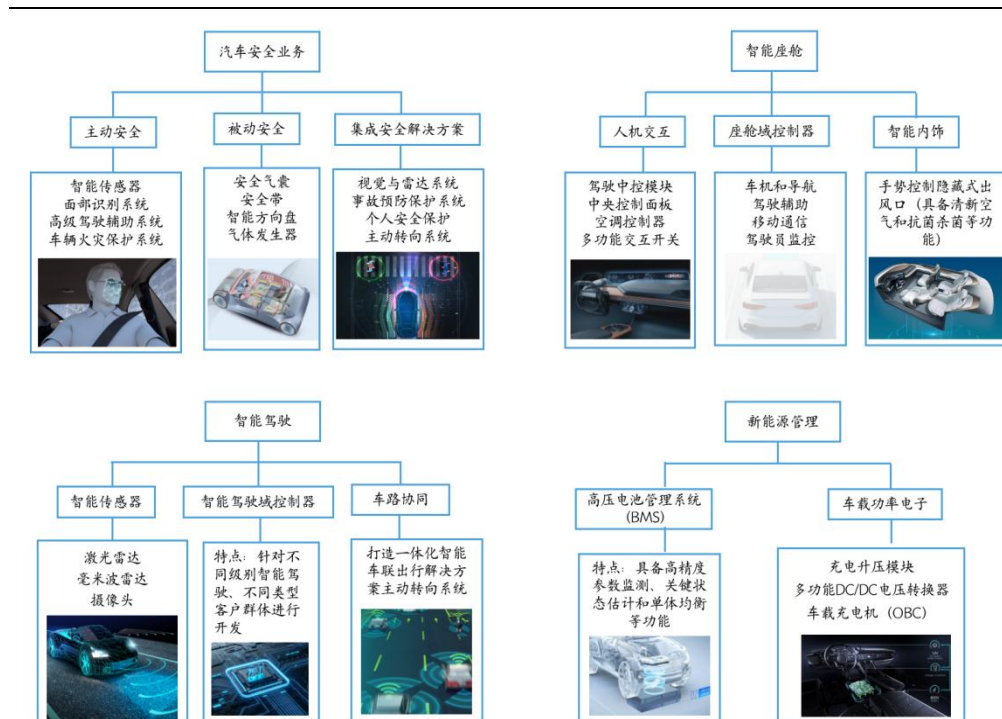 汽车安全业务
主动安全
被动安全
集成安全解决方案
智能传感器
面部识别系统
高级驾驶辅助系统
车辆火灾保护系统
安全气囊
安全带
智能方向盘
气体发生器
视觉与雷达系统
事故预防保护系统
个人安全保护
主动转向系统
智能座舱
人机交互
座舱域控制器
智能内饰
驾驶中控模块
中央控制面板
空调控制器
多功能交互开关
车机和导航
驾驶辅助
移动通信
驾驶员监控
手势控制隐藏式出
风口（具备清新空
气和抗菌杀菌等功
能）
智能驾驶
智能传感器
智能驾驶域控制器
车路协同
激光雷达
毫米波雷达
摄像头
特点：针对不
同级别智能驾
驶、不同类型
客户群体进行
开发
打造一体化智能
车联出行解决方
案主动转向系统
新能源管理
高压电池管理系统
(BMS)
车载功率电子
特点：具备高精度
参数监测、关键状
态估计和单体均衡
等功能
充电升压模块
多功能DC/DC电压转换器
车载充电机（OBC）